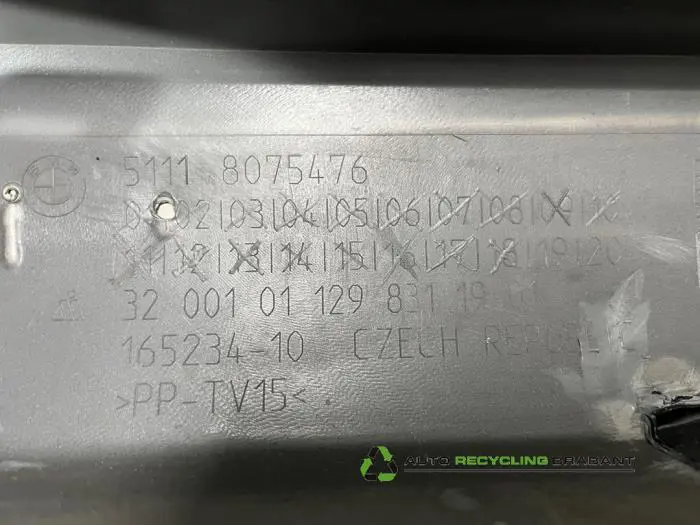 5111 8075476
02|03|04|05|06|07|08|09|10
11|12|13|14|15|16|17|18|19|20
32 001 01 129 831 19 01
165234-10 CZECH REPUBLIC
>PP-TV15<
AUTO RECYCLING BRABANT